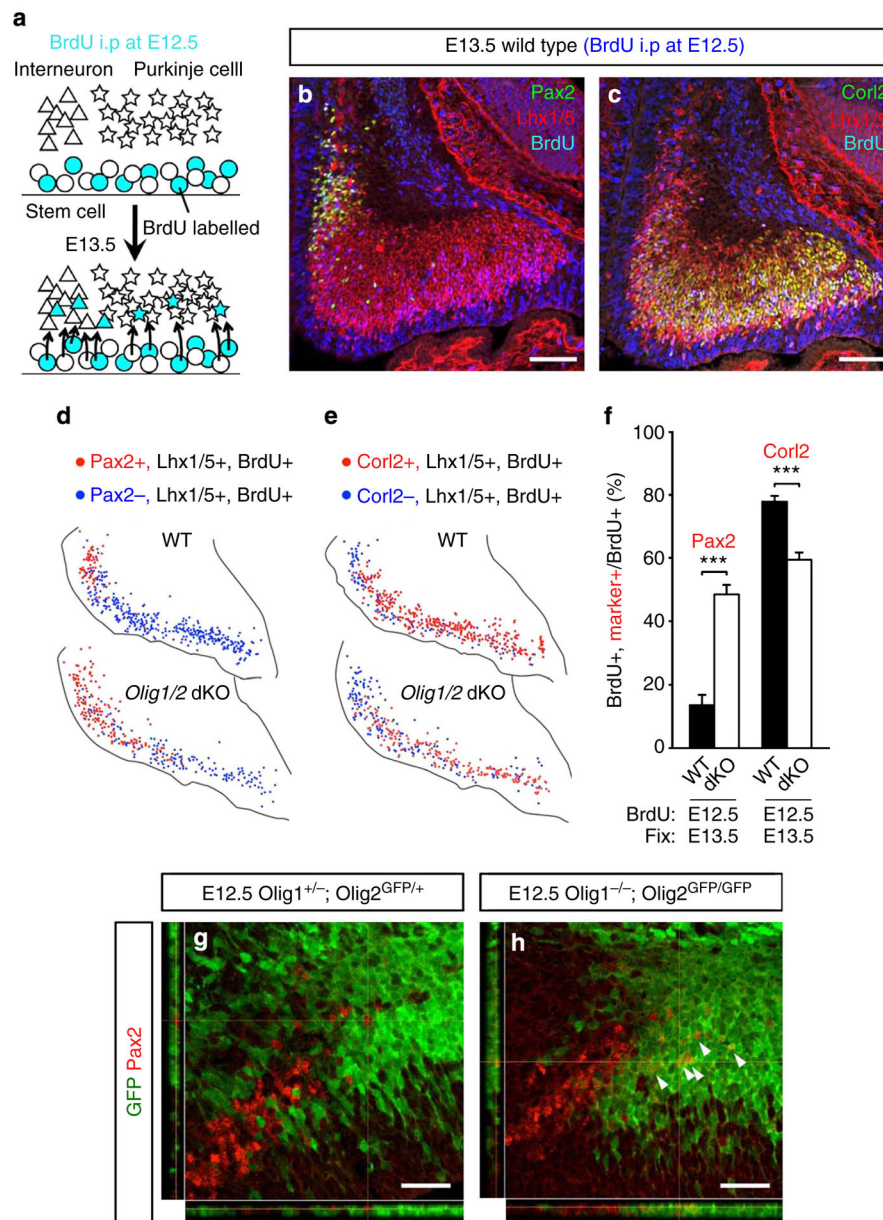 a
BrdU i.p at E12.5
Interneuron Purkinje celll
Stem cell
BrdU labelled
E13.5
E13.5 wild type (BrdU i.p at E12.5)
b
Pax2
Lhx1/5
BrdU
c
Corl2
Lhx1/5
BrdU
d
Pax2+, Lhx1/5+, BrdU+
Pax2–, Lhx1/5+, BrdU+
WT
Olig1/2 dKO
e
Corl2+, Lhx1/5+, BrdU+
Corl2–, Lhx1/5+, BrdU+
WT
Olig1/2 dKO
f
BrdU+, marker+/BrdU+ (%)
100
80
60
40
20
0
Pax2
***
Corl2
***
WT dKO WT dKO
BrdU: E12.5 E12.5
Fix: E13.5 E13.5
E12.5 Olig1+/–; Olig2GFP/+
E12.5 Olig1–/–; Olig2GFP/GFP
GFP Pax2
g
h